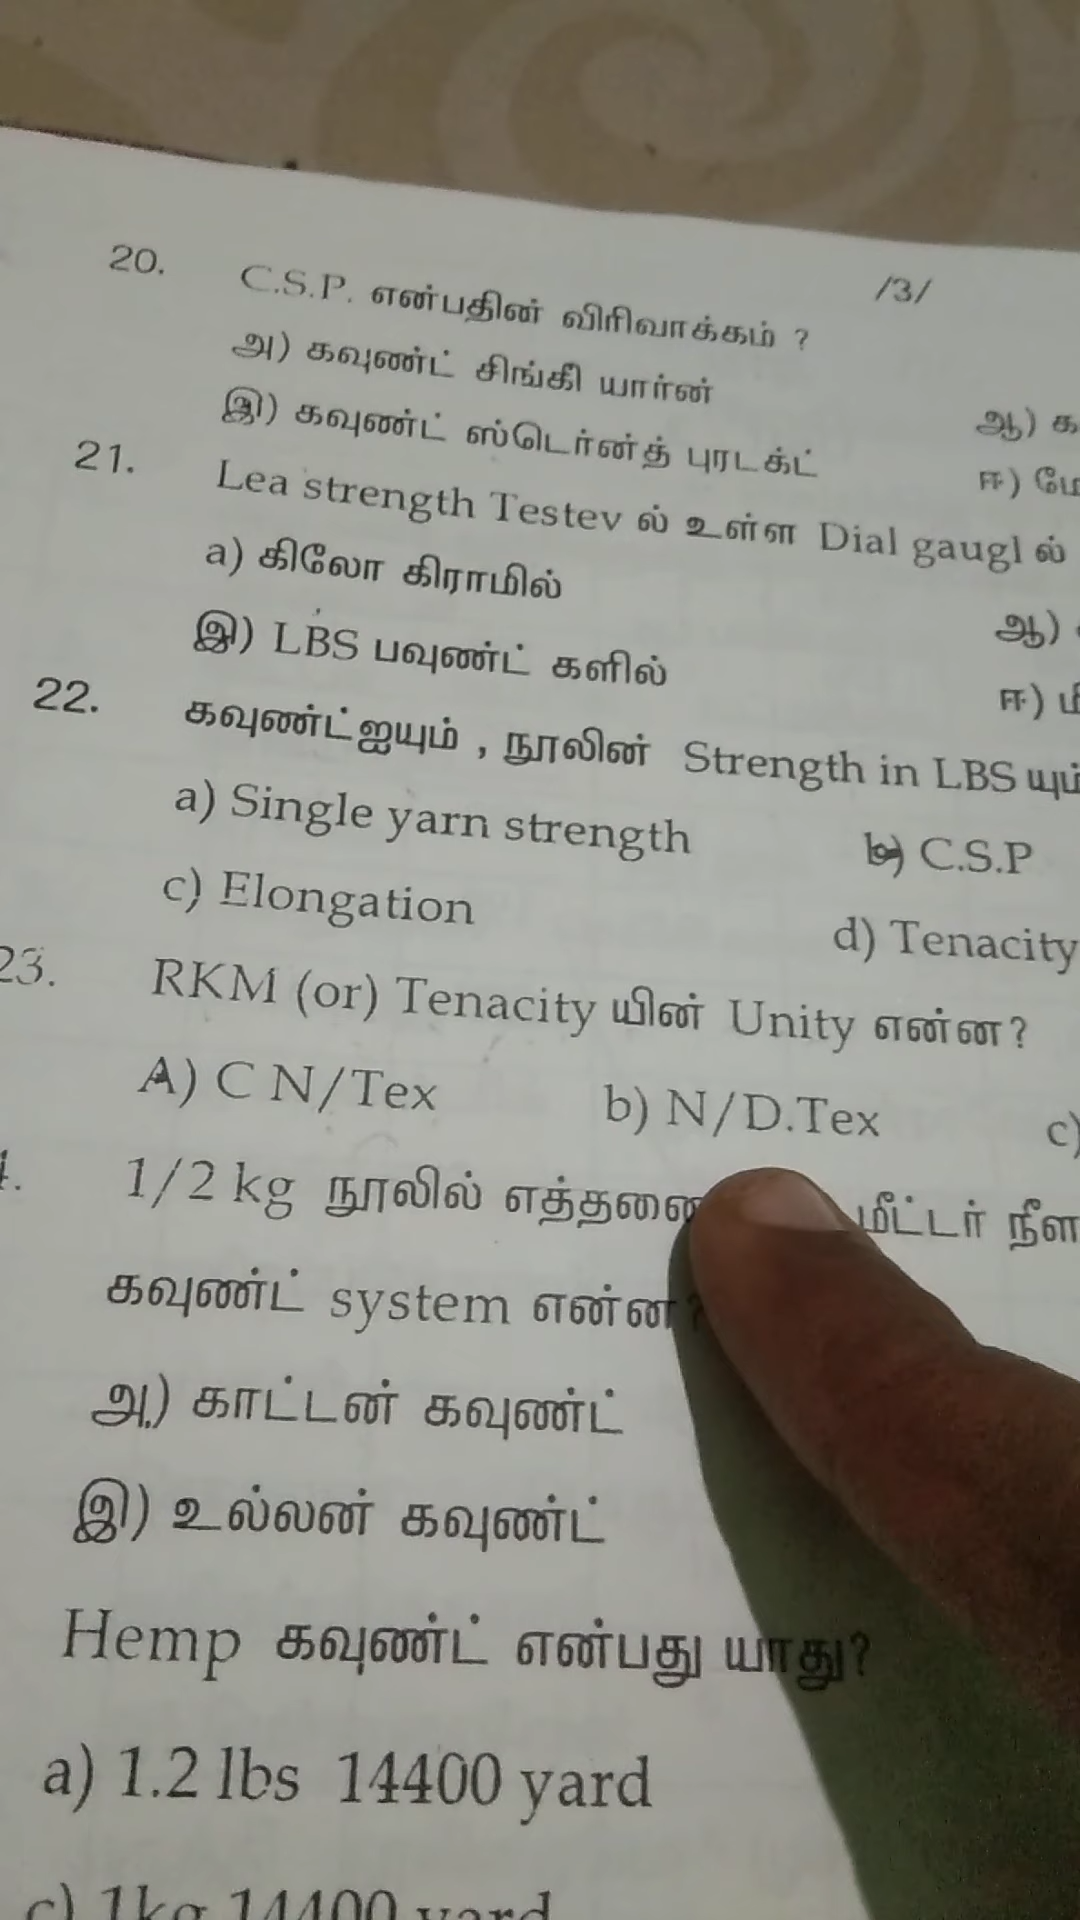 /3/
20. C.S.P. என்பதின் விரிவாக்கம் ?
அ) கவுண்ட் சிங்கீ யார்ன் ஆ)
இ) கவுண்ட் ஸ்டெர்ன்த் புரடக்ட் ஈ)
21. Lea strength Testev ல் உள்ள Dial gaugl ல்
a) கிலோ கிராமில் ஆ)
இ) LBS பவுண்ட் களில் ஈ)
22. கவுண்ட்ஐயும் , நூலின் Strength in LBS யும்
a) Single yarn strength b) C.S.P
c) Elongation d) Tenacity
23. RKM (or) Tenacity யின் Unity என்ன?
A) C N/Tex b) N/D.Tex c)
1/2 kg நூலில் எத்தனை மீட்டர்
கவுண்ட் system என்ன?
அ) காட்டன் கவுண்ட்
இ) உல்லன் கவுண்ட்
Hemp கவுண்ட் என்பது யாது?
a) 1.2 lbs 14400 yard
c) 1kg 14400 yard